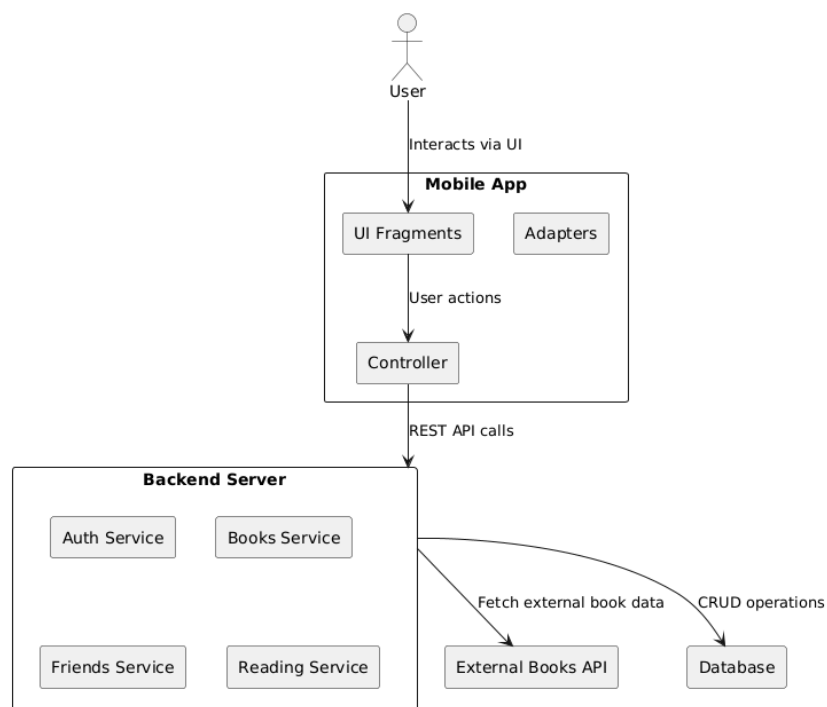 User
Interacts via UI
Mobile App
UI Fragments
Adapters
User actions
Controller
REST API calls
Backend Server
Auth Service
Books Service
Fetch external book data
CRUD operations
Friends Service
Reading Service
External Books API
Database